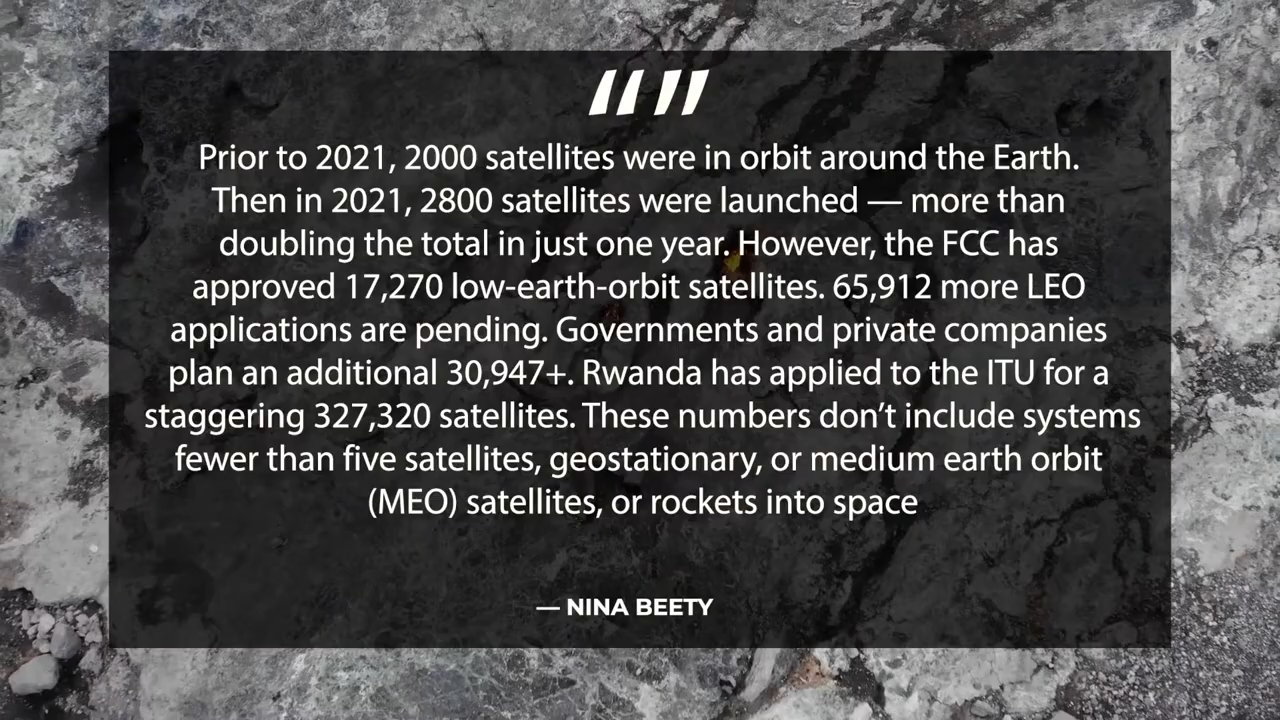 Prior to 2021, 2000 satellites were in orbit around the Earth.
Then in 2021, 2800 satellites were launched — more than
doubling the total in just one year. However, the FCC has
approved 17,270 low-earth-orbit satellites. 65,912 more LEO
applications are pending. Governments and private companies
plan an additional 30,947+. Rwanda has applied to the ITU for a
staggering 327,320 satellites. These numbers don’t include systems
fewer than five satellites, geostationary, or medium earth orbit
(MEO) satellites, or rockets into space
— NINA BEETY